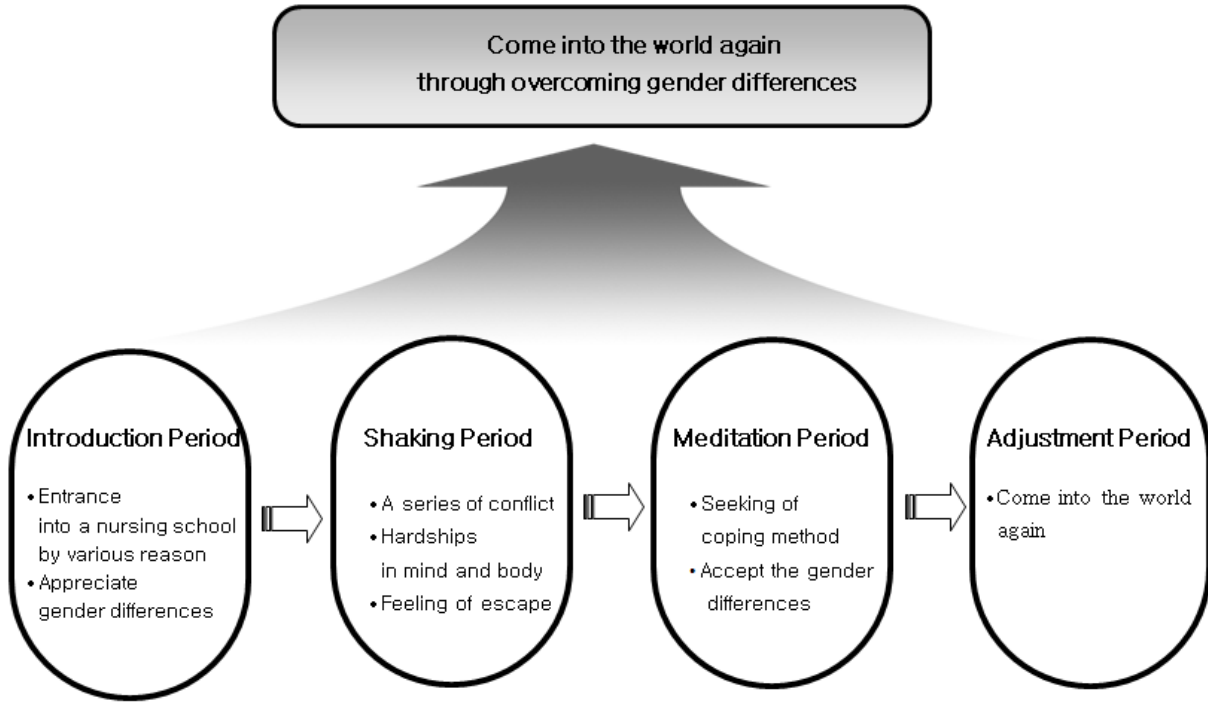 Come into the world again
through overcoming gender differences
Introduction Period
• Entrance
into a nursing school
by various reason
• Appreciate
gender differences
Shaking Period
• A series of conflict
• Hardships
in mind and body
• Feeling of escape
Meditation Period
• Seeking of
coping method
• Accept the gender
differences
Adjustment Period
• Come into the world
again